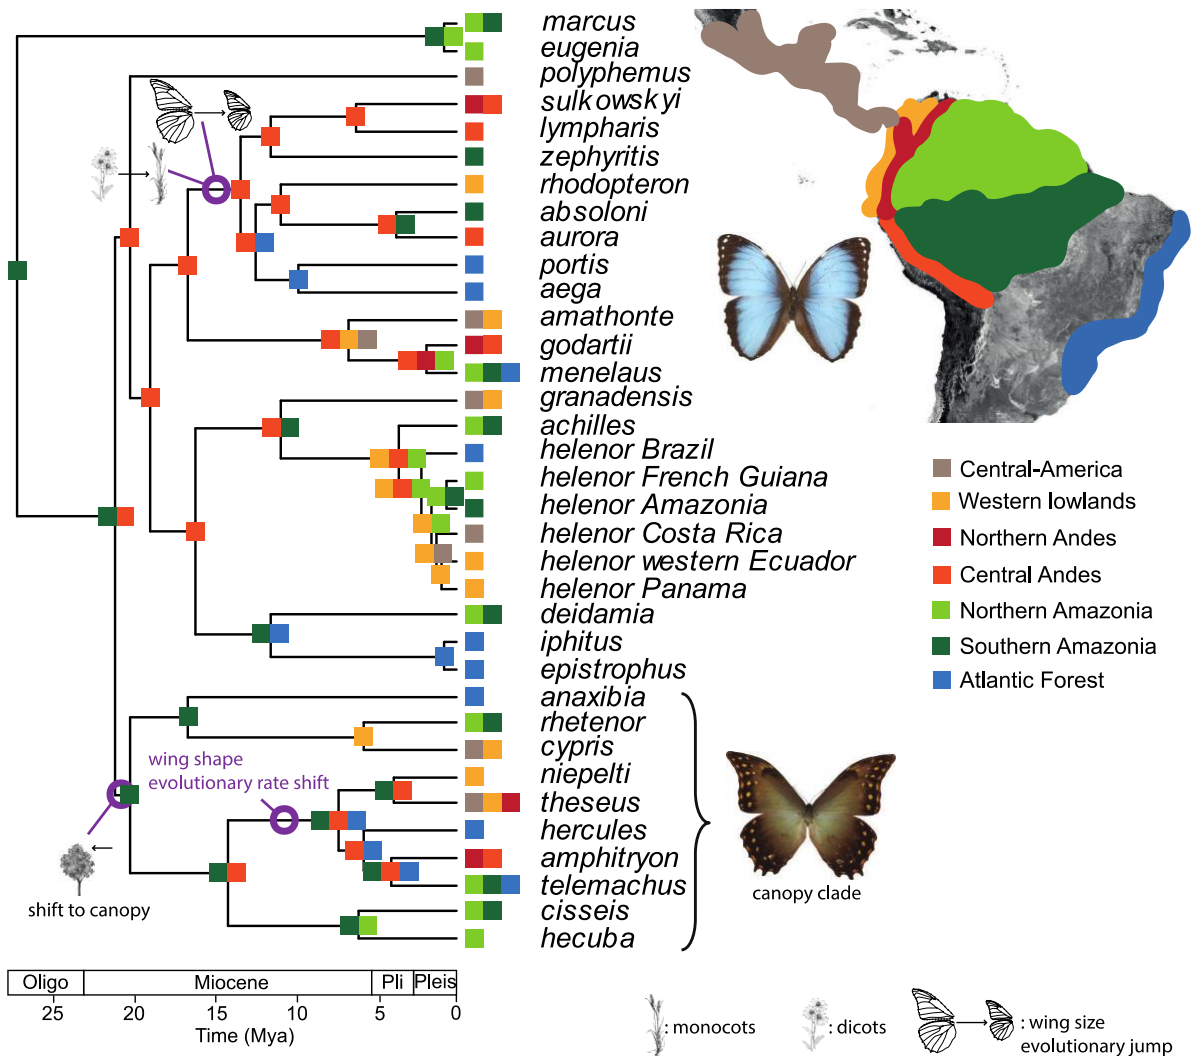 marcus
eugenia
polyphemus
sulkowskyi
lympharis
zephyritis
rhodopteron
absoloni
aurora
portis
aega
amathonte
godartii
menelaus
granadensis
achilles
helenor Brazil
helenor French Guiana
helenor Amazonia
helenor Costa Rica
helenor western Ecuador
helenor Panama
deidamia
iphitus
epistrophus
anaxibia
rhetenor
cypris
niepelti
theseus
hercules
amphitryon
telemachus
cisseis
hecuba
Central-America
Western lowlands
Northern Andes
Central Andes
Northern Amazonia
Southern Amazonia
Atlantic Forest
wing shape
evolutionary rate shift
shift to canopy
canopy clade
Oligo Miocene Pli Pleis
25 20 15 10 5 0
Time (Mya)
: monocots
: dicots
: wing size
evolutionary jump